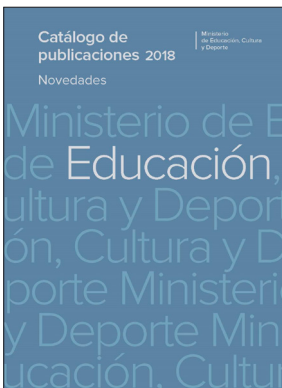 Catálogo de
publicaciones 2018
Novedades
Ministerio
de Educación, Cultura
y Deporte
Ministerio de E
de Educación,
ultura y Depor
ón, Cultura y D
porte Ministeri
y Deporte Min
ucación, Cultur